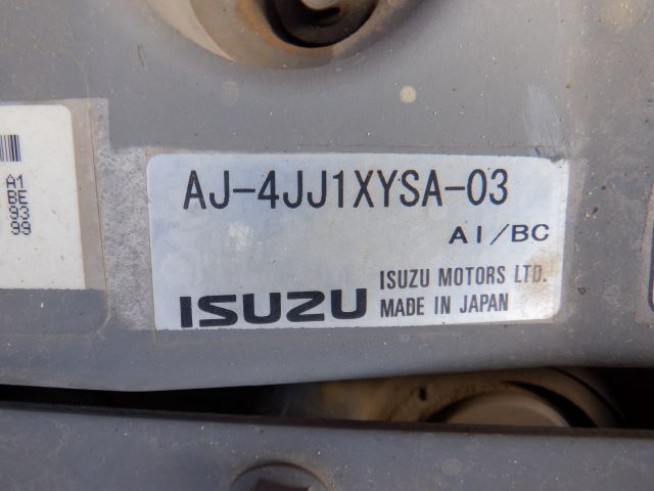 A1
BE
93
99
AJ-4JJ1XYSA-03
AI/BC
ISUZU
ISUZU MOTORS LTD.
MADE IN JAPAN